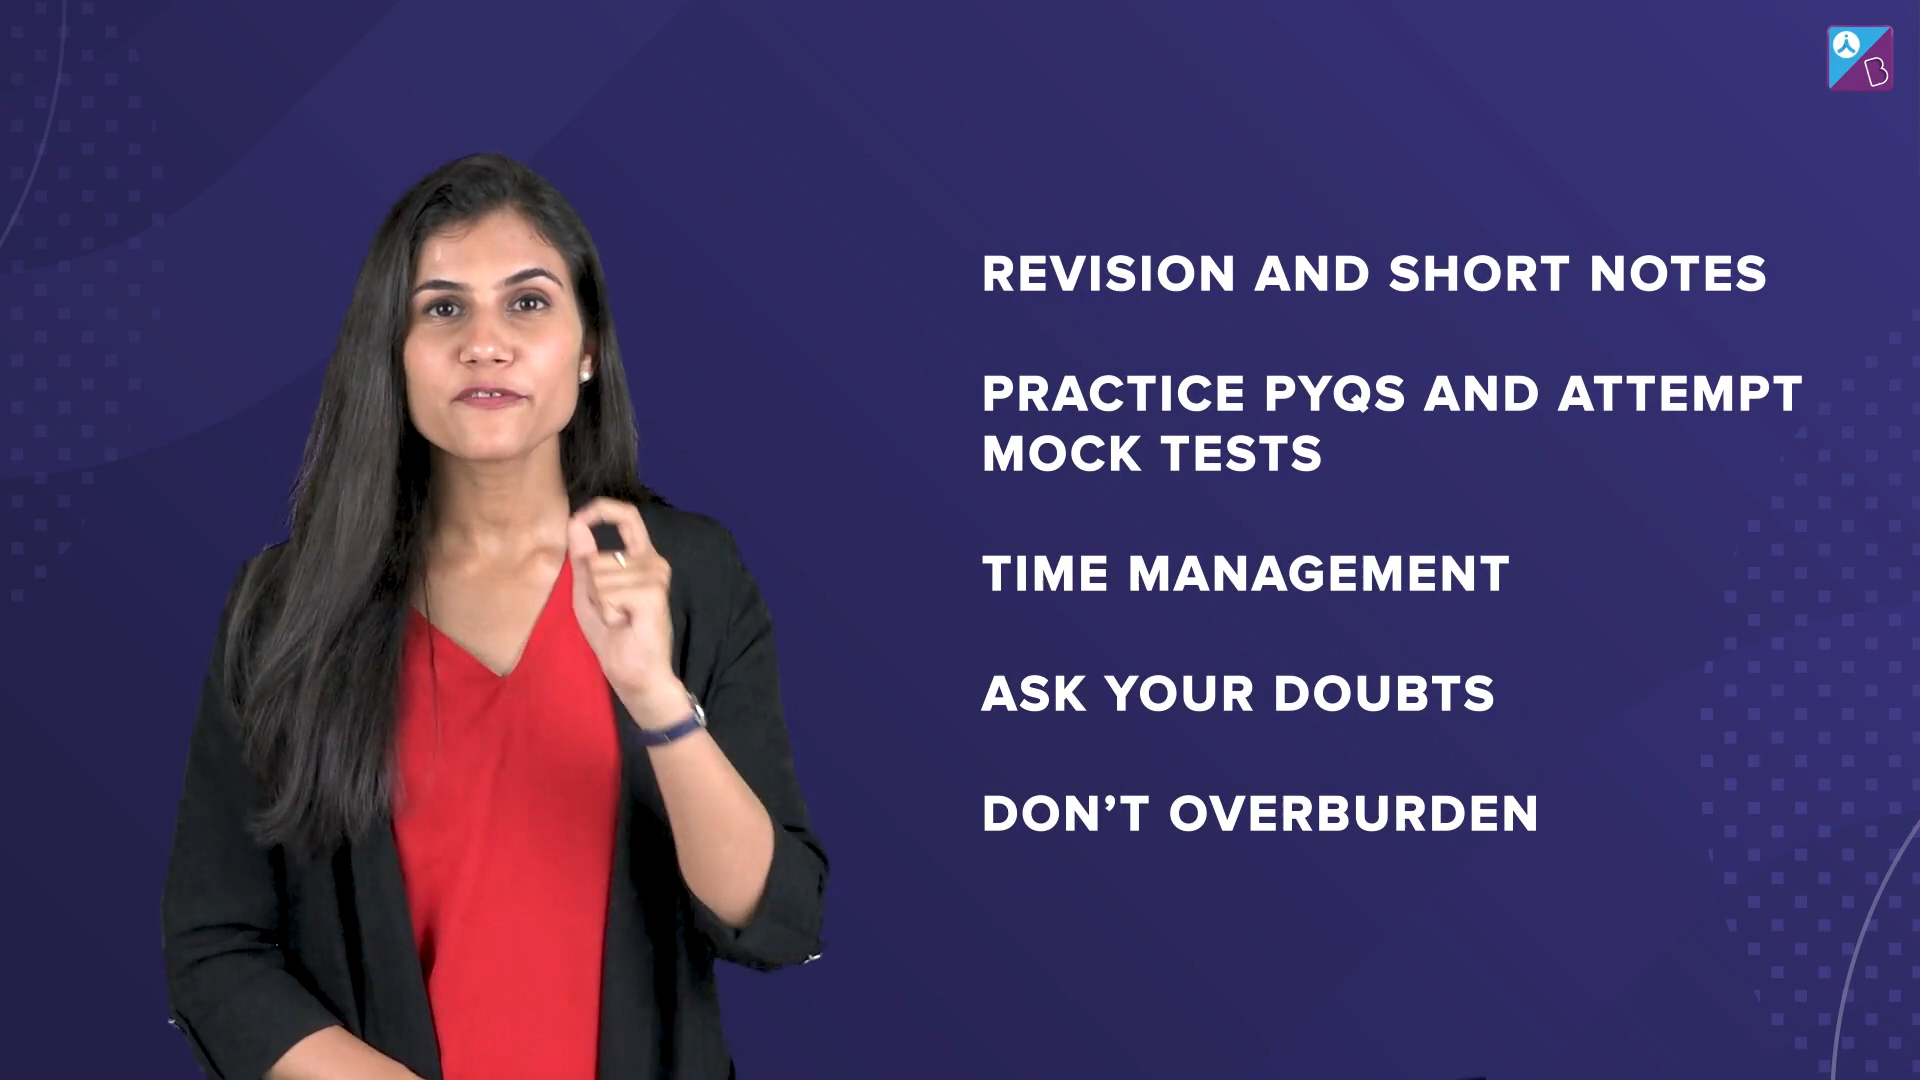 REVISION AND SHORT NOTES
PRACTICE PYQS AND ATTEMPT
MOCK TESTS
TIME MANAGEMENT
ASK YOUR DOUBTS
DON’T OVERBURDEN